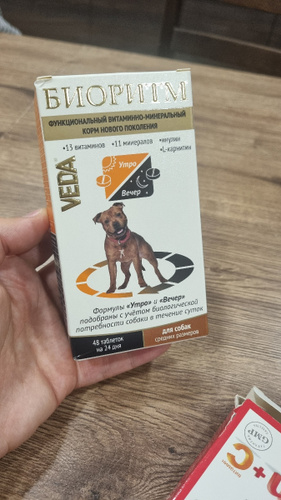 БИОРИТМ
ФУНКЦИОНАЛЬНЫЙ ВИТАМИННО-МИНЕРАЛЬНЫЙ
КОРМ НОВОГО ПОКОЛЕНИЯ
•13 витаминов •11 минералов •инулин
•L-карнитин
VEDA®
Утро
Вечер
Формулы «Утро» и «Вечер»
подобраны с учётом биологической
потребности собаки в течение суток
48 таблеток
на 24 дня
для собак
средних размеров
GMP
C+